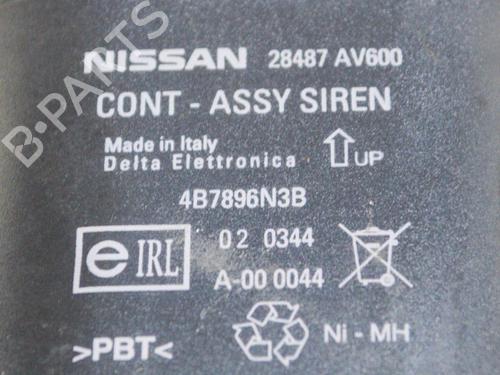 NISSAN 28487 AV600
CONT - ASSY SIREN
Made in Italy
Delta Elettronica UP
4B7896N3B
e IRL 02 0344
A-00 0044
>PBT< Ni - MH
B-PARTS